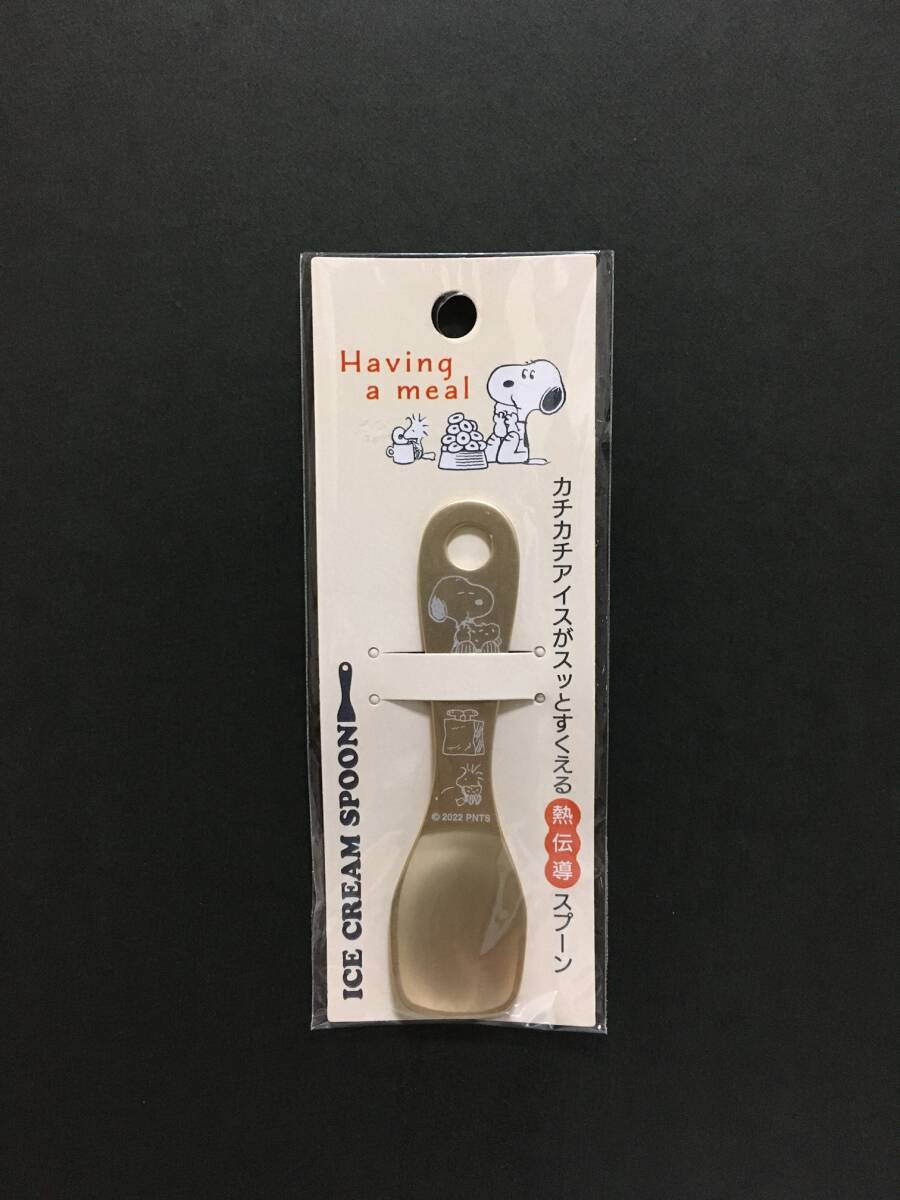 Having
a meal
カチカチアイスがスッとすくえる熱伝導スプーン
ICE CREAM SPOON
© 2022 PNTS